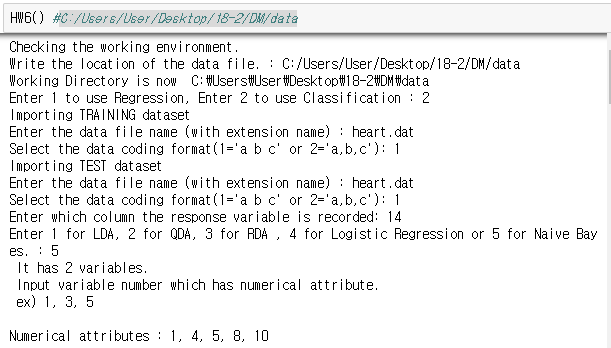 HW6() #C:/Users/User/Desktop/18-2/DM/data
Checking the working environment.
Write the location of the data file. : C:/Users/User/Desktop/18-2/DM/data
Working Directory is now  C:₩Users₩User₩Desktop₩18-2₩DM₩data
Enter 1 to use Regression, Enter 2 to use Classification : 2
Importing TRAINING dataset
Enter the data file name (with extension name) : heart.dat
Select the data coding format(1='a b c' or 2='a,b,c'): 1
Importing TEST dataset
Enter the data file name (with extension name) : heart.dat
Select the data coding format(1='a b c' or 2='a,b,c'): 1
Enter which column the response variable is recorded: 14
Enter 1 for LDA, 2 for QDA, 3 for RDA , 4 for Logistic Regression or 5 for Naive Bay
es. : 5
It has 2 variables.
Input variable number which has numerical attribute.
ex) 1, 3, 5
Numerical attributes : 1, 4, 5, 8, 10